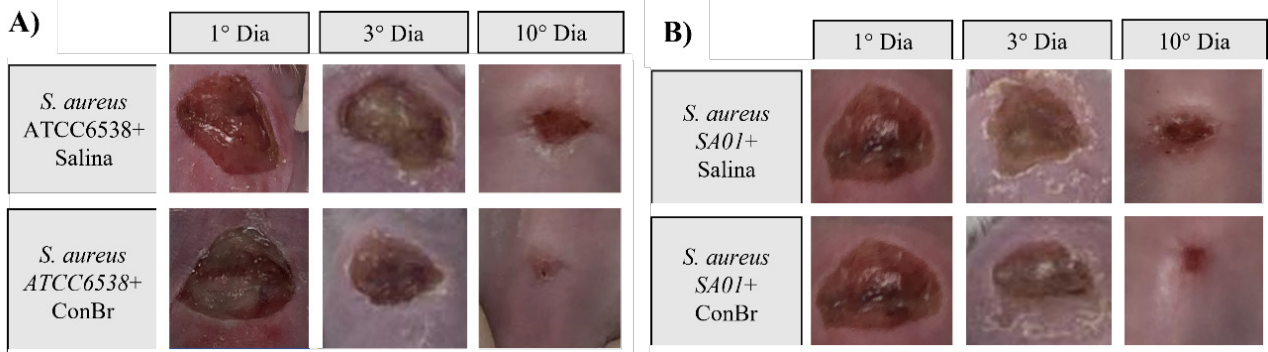 A)
1° Dia
3° Dia
10° Dia
S. aureus
ATCC6538+
Salina
S. aureus
ATCC6538+
ConBr
B)
1° Dia
3° Dia
10° Dia
S. aureus
SA01+
Salina
S. aureus
SA01+
ConBr